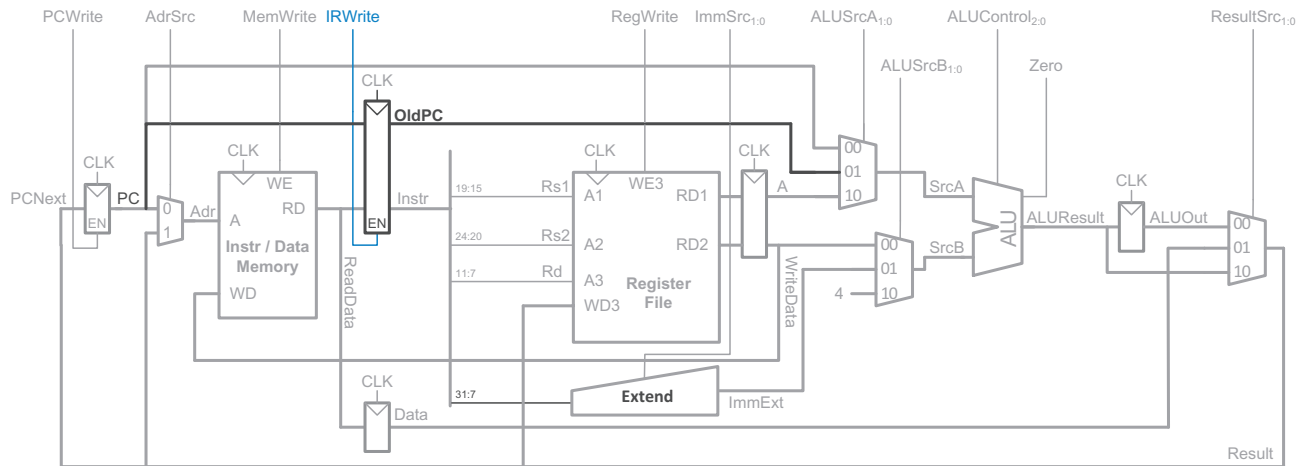 PCWrite AdrSrc MemWrite IRWrite RegWrite ImmSrc1:0 ALUSrcA1:0 ALUControl2:0 ResultSrc1:0
ALUSrcB1:0 Zero
CLK
OldPC
CLK CLK CLK CLK CLK
00
01
10
PCNext PC EN
0
1
Adr
A WE RD
Instr / Data
Memory
WD
EN
Instr
ReadData
19:15 Rs1 A1 WE3 RD1 A
24:20 Rs2 A2 RD2
11:7 Rd A3
WD3
Register
File
WriteData
00
01
10
4
SrcA
SrcB
ALU
ALUResult
ALUOut
00
01
10
31:7 Extend ImmExt
CLK
Data
Result